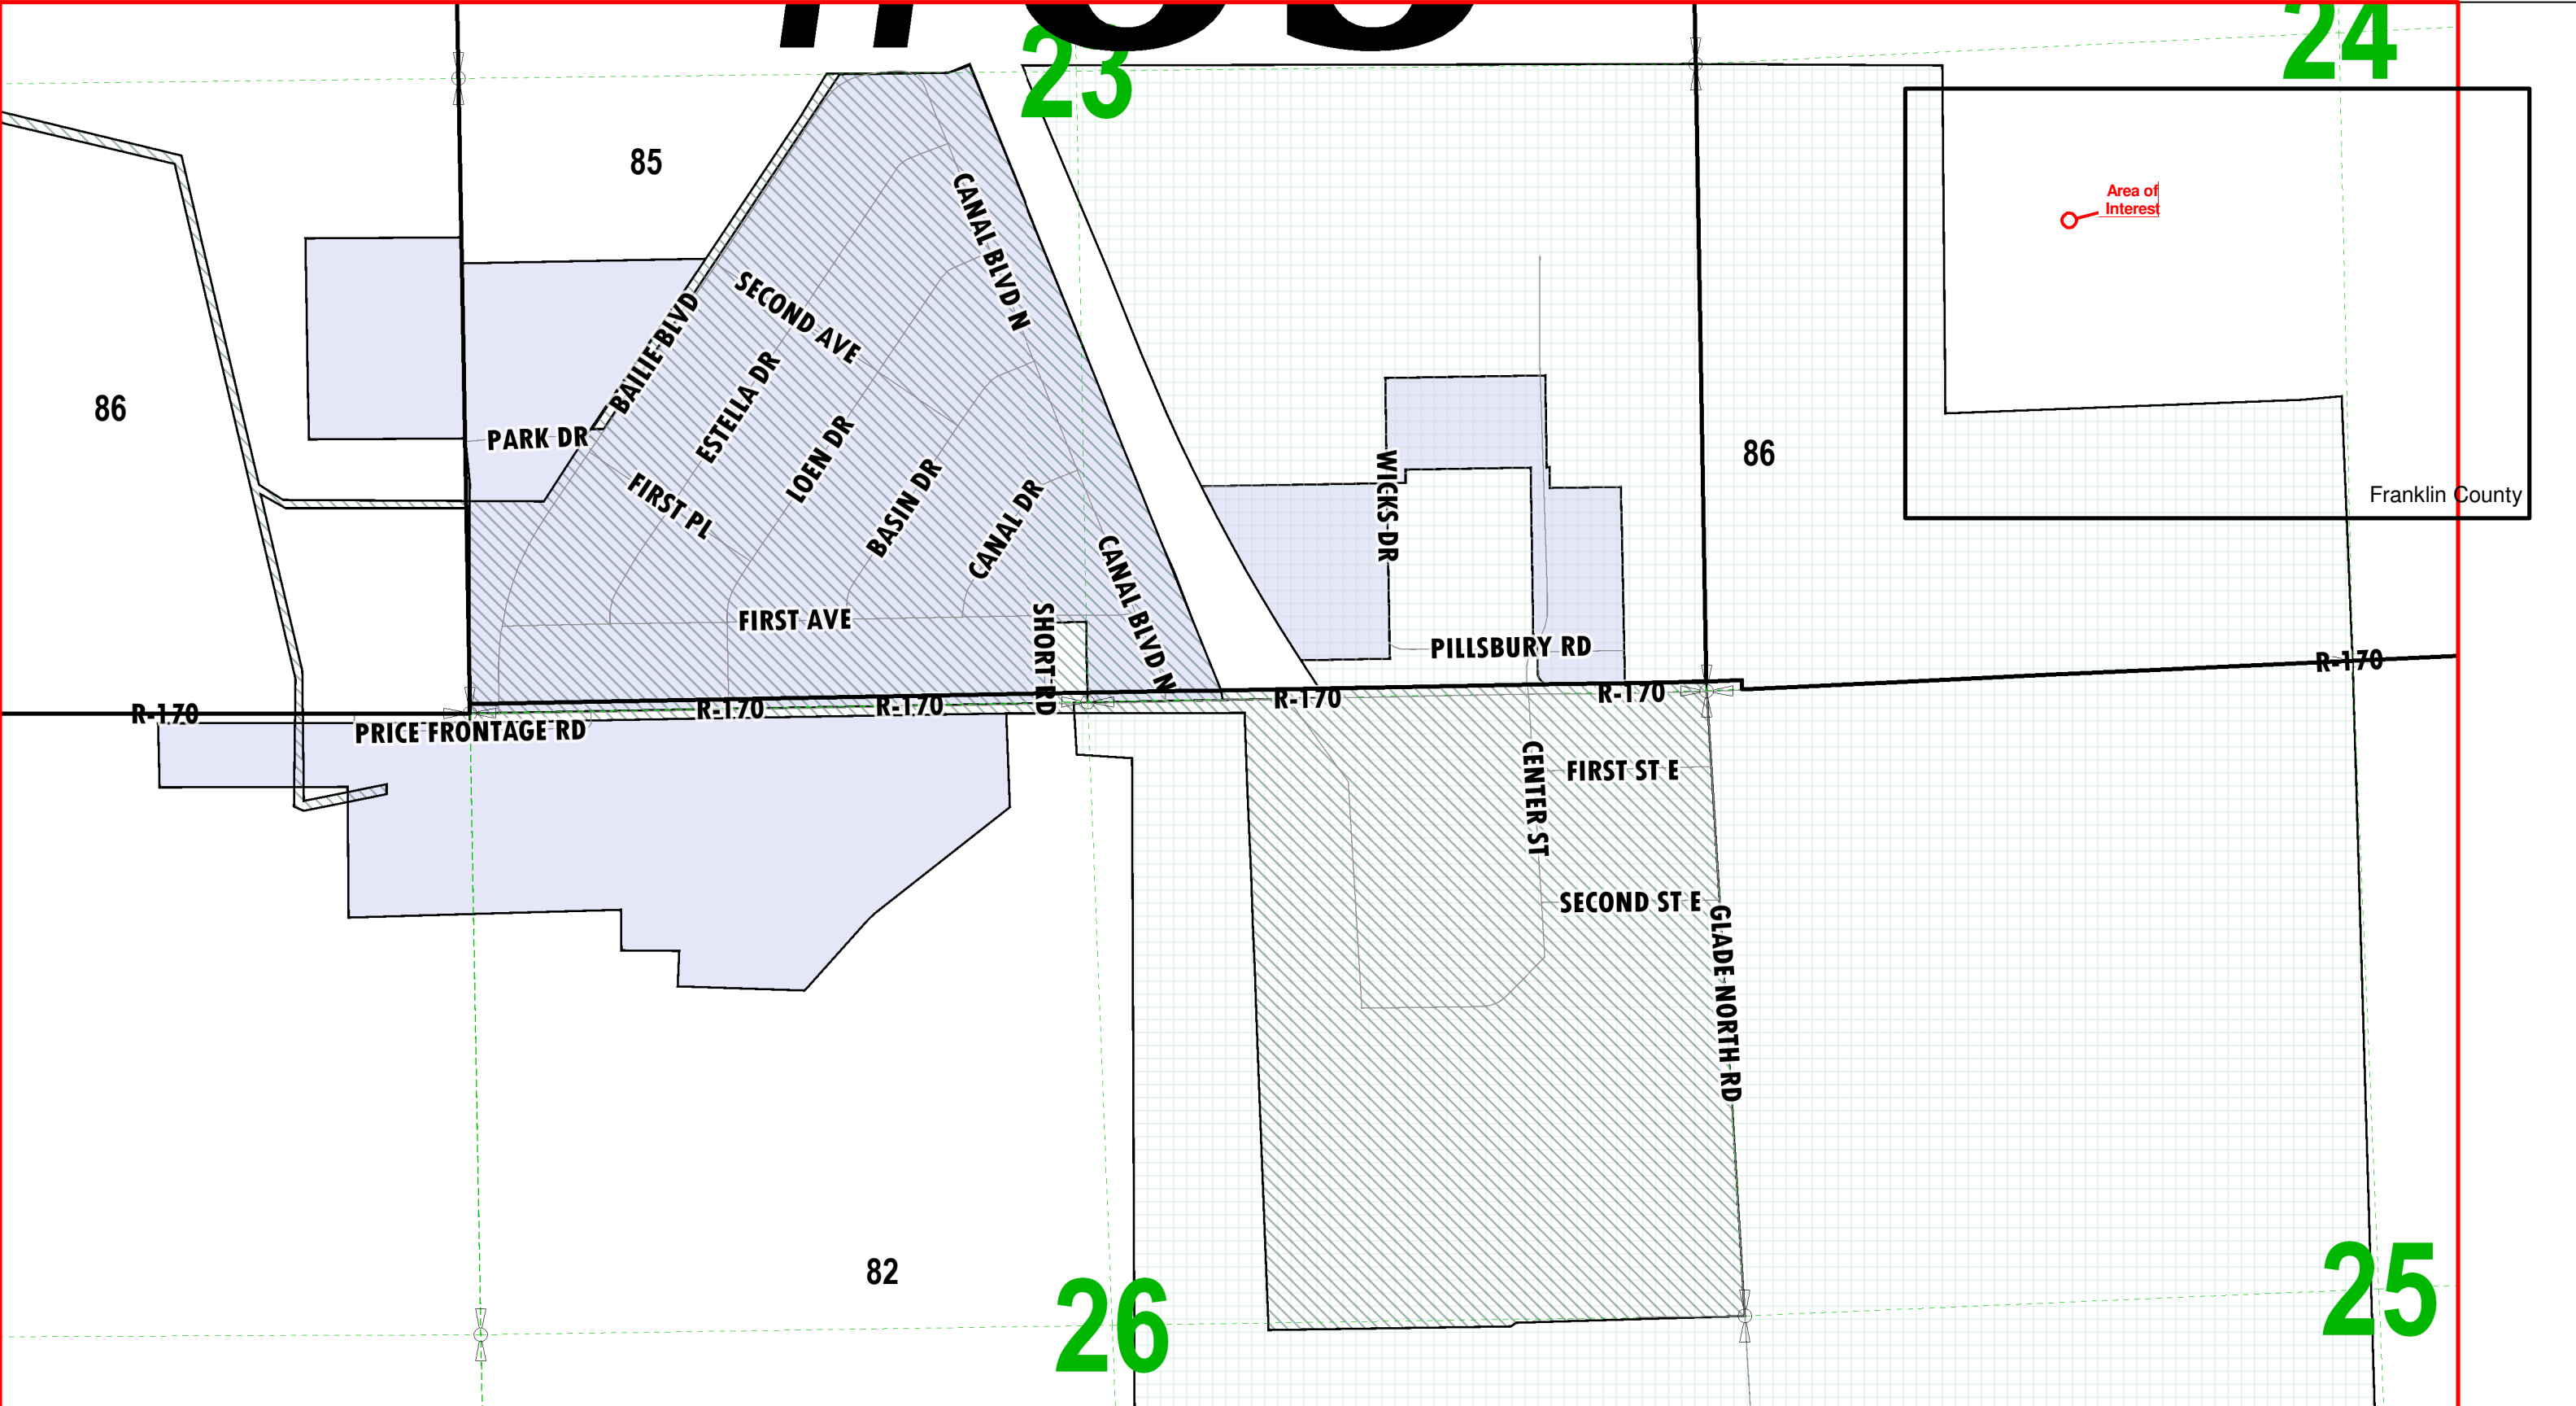 23
24
85
Area of
Interest
CANAL BLVD N
SECOND AVE
BAILIE BLVD
ESTELLA DR
86
PARK DR
LOEN DR
86
WICKS DR
BASIN DR
CANAL DR
FIRST PL
Franklin County
CANAL BLVD N
FIRST AVE
SHORT RD
PILLSBURY RD
R-170
R-170
R-170
R-170
R-170
R-170
PRICE FRONTAGE RD
CENTER ST
FIRST ST E
SECOND ST E
GLADE NORTH RD
82
26
25